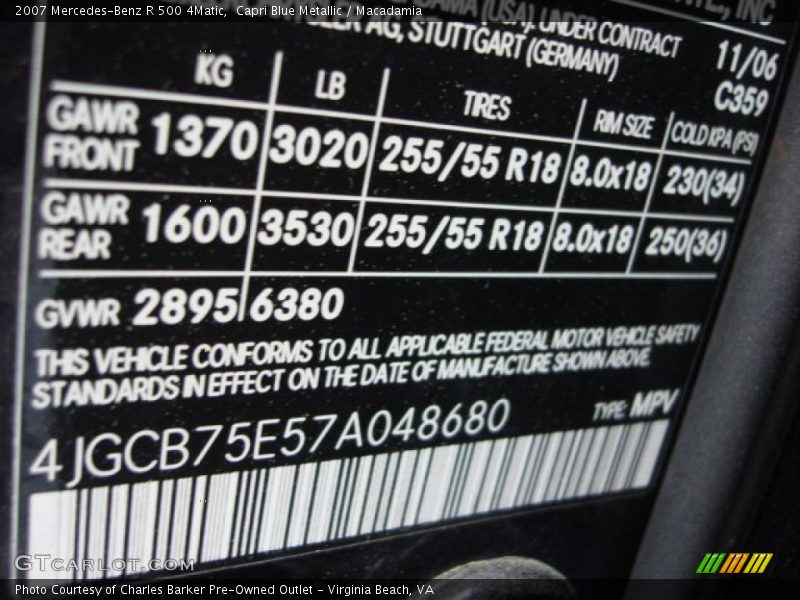 2007 Mercedes-Benz R 500 4Matic, Capri Blue Metallic / Macadamia
(USA), UNDER CONTRACT
AG, STUTTGART (GERMANY)
11/06
C359
KG LB TIRES RIM SIZE COLD KPA (PSI)
GAWR FRONT 1370 3020 255/55 R18 8.0x18 230(34)
GAWR REAR 1600 3530 255/55 R18 8.0x18 250(36)
GVWR 2895 6380
THIS VEHICLE CONFORMS TO ALL APPLICABLE FEDERAL MOTOR VEHICLE SAFETY
STANDARDS IN EFFECT ON THE DATE OF MANUFACTURE SHOWN ABOVE.
4JGCB75E57A048680 TYPE: MPV
GTcarlot.com
Photo Courtesy of Charles Barker Pre-Owned Outlet - Virginia Beach, VA